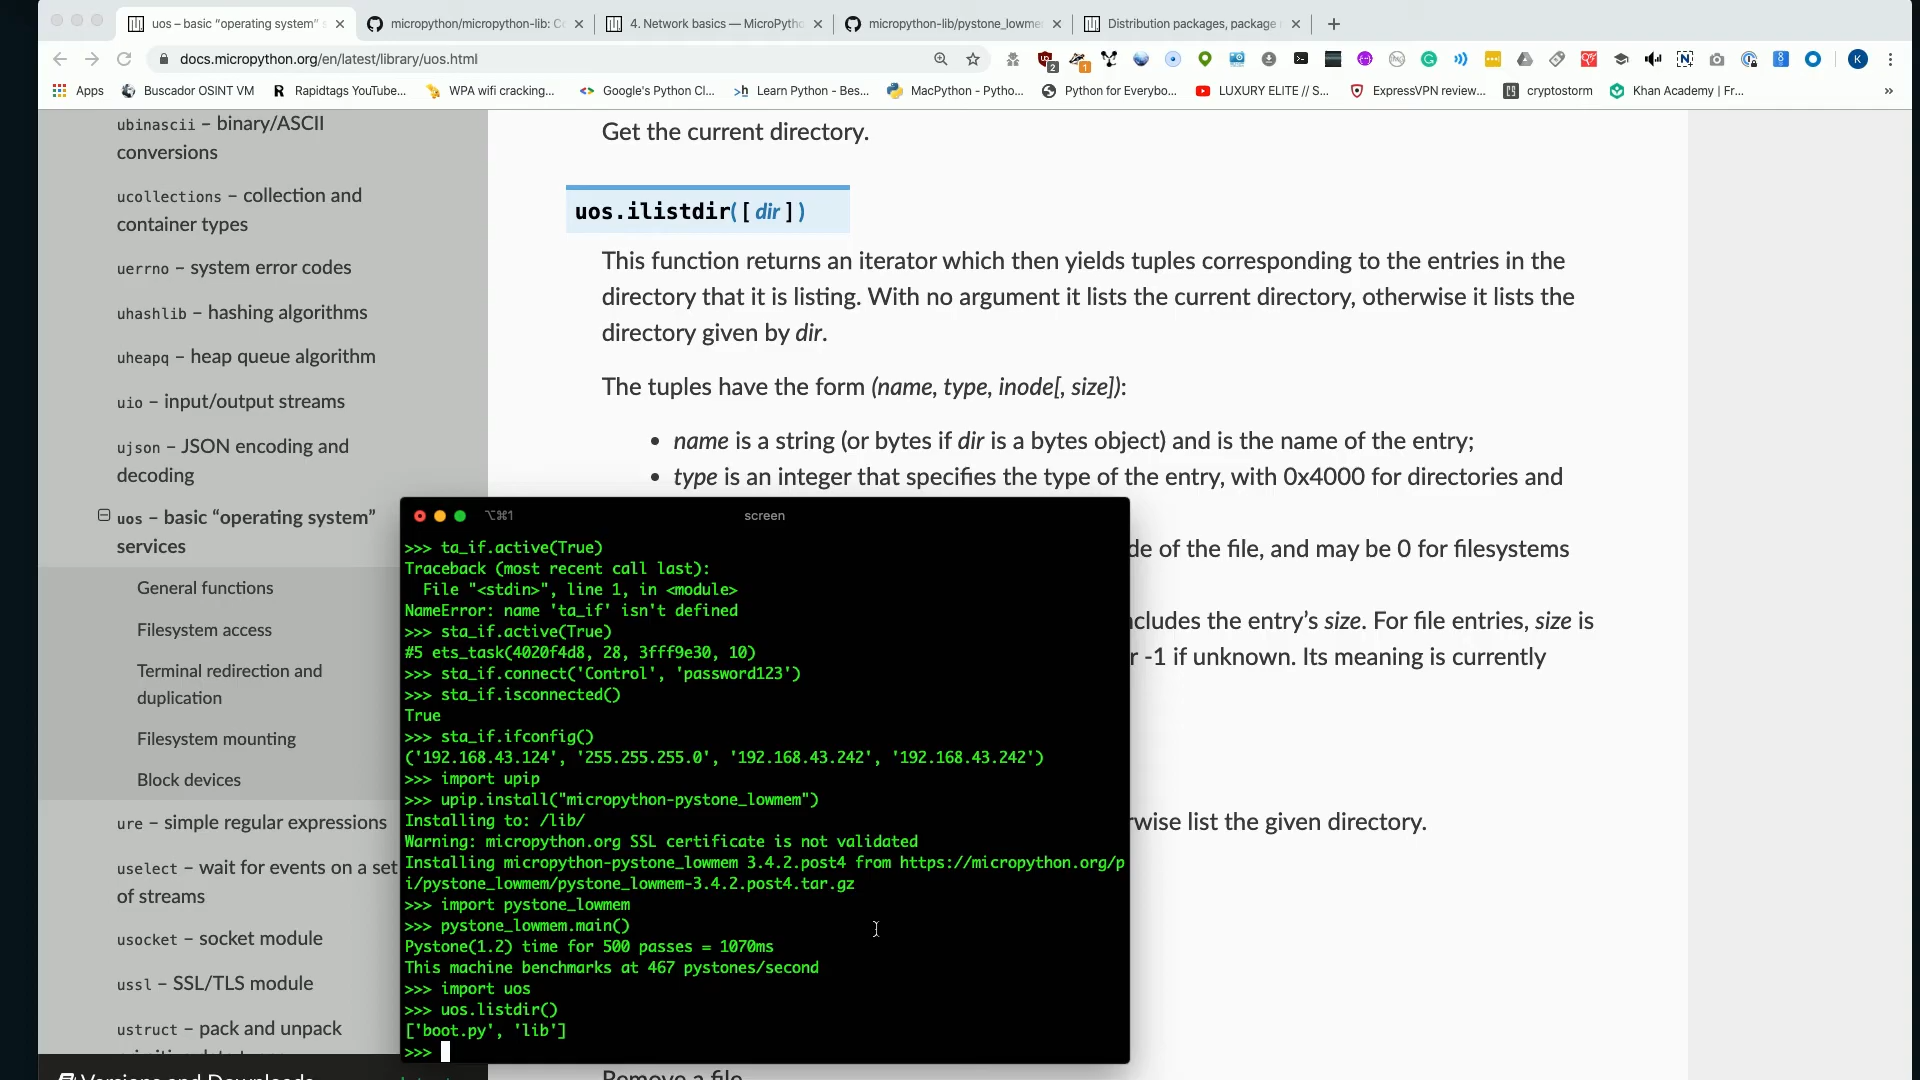 uos – basic “operating system” s
micropython/micropython-lib: Co
4. Network basics — MicroPytho
micropython-lib/pystone_lowmem
Distribution packages, package
docs.micropython.org/en/latest/library/uos.html
Apps
Buscador OSINT VM
Rapidtags YouTube...
WPA wifi cracking...
Google's Python Cl...
Learn Python - Bes...
MacPython - Pytho...
Python for Everybo...
LUXURY ELITE // S...
ExpressVPN review...
cryptostorm
Khan Academy | Fr...
»
ubinascii – binary/ASCII
conversions
ucollections – collection and
container types
uerrno – system error codes
uhashlib – hashing algorithms
uheapq – heap queue algorithm
uio – input/output streams
ujson – JSON encoding and
decoding
uos – basic “operating system”
services
General functions
Filesystem access
Terminal redirection and
duplication
Filesystem mounting
Block devices
ure – simple regular expressions
uselect – wait for events on a set
of streams
usocket – socket module
ussl – SSL/TLS module
ustruct – pack and unpack
Versions and Downloads
Get the current directory.
uos.ilistdir([dir])
This function returns an iterator which then yields tuples corresponding to the entries in the
directory that it is listing. With no argument it lists the current directory, otherwise it lists the
directory given by dir.
The tuples have the form (name, type, inode[, size]):
• name is a string (or bytes if dir is a bytes object) and is the name of the entry;
• type is an integer that specifies the type of the entry, with 0x4000 for directories and
de of the file, and may be 0 for filesystems
ncludes the entry’s size. For file entries, size is
r -1 if unknown. Its meaning is currently
rwise list the given directory.
Remove a file.
⌥⌘1 screen
>>> ta_if.active(True)
Traceback (most recent call last):
File "<stdin>", line 1, in <module>
NameError: name 'ta_if' isn't defined
>>> sta_if.active(True)
#5 ets_task(4020f4d8, 28, 3fff9e30, 10)
>>> sta_if.connect('Control', 'password123')
>>> sta_if.isconnected()
True
>>> sta_if.ifconfig()
('192.168.43.124', '255.255.255.0', '192.168.43.242', '192.168.43.242')
>>> import upip
>>> upip.install("micropython-pystone_lowmem")
Installing to: /lib/
Warning: micropython.org SSL certificate is not validated
Installing micropython-pystone_lowmem 3.4.2.post4 from https://micropython.org/p
i/pystone_lowmem/pystone_lowmem-3.4.2.post4.tar.gz
>>> import pystone_lowmem
>>> pystone_lowmem.main()
Pystone(1.2) time for 500 passes = 1070ms
This machine benchmarks at 467 pystones/second
>>> import uos
>>> uos.listdir()
['boot.py', 'lib']
>>>